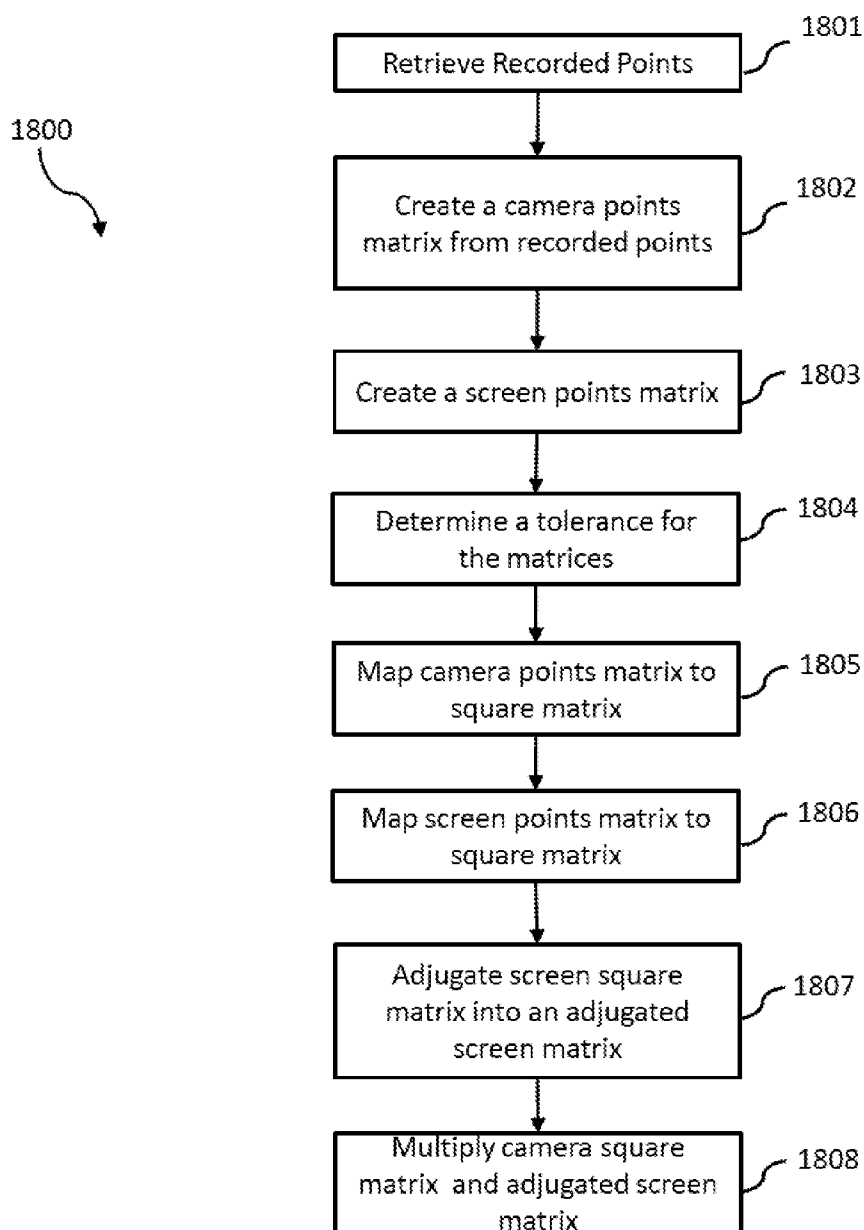 1801
Retrieve Recorded Points
1800
1802
Create a camera points
matrix from recorded points
1803
Create a screen points matrix
1804
Determine a tolerance for
the matrices
1805
Map camera points matrix to
square matrix
1806
Map screen points matrix to
square matrix
1807
Adjugate screen square
matrix into an adjugated
screen matrix
1808
Multiply camera square
matrix and adjugated screen
matrix